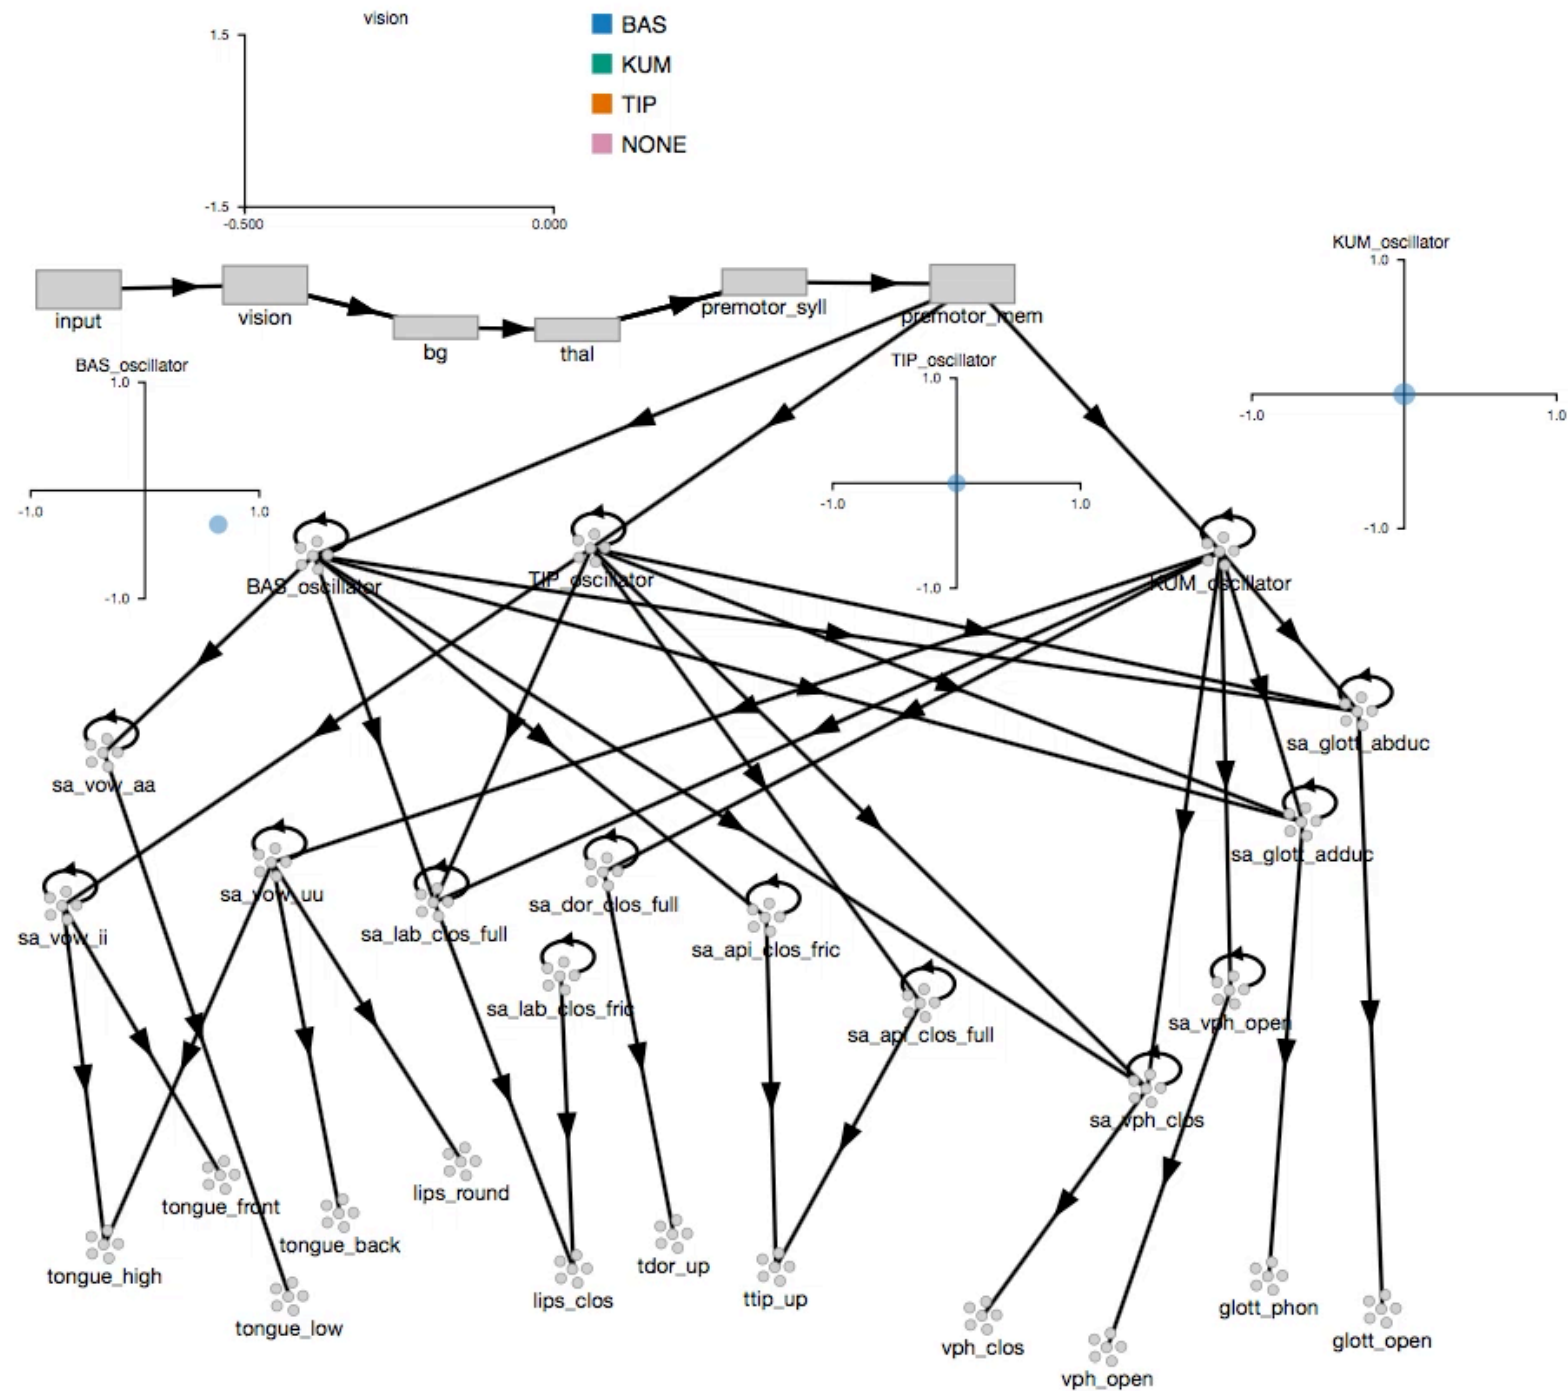 vision
1.5
-1.5
-0.500
0.000
BAS
KUM
TIP
NONE
KUM_oscillator
1.0
-1.0
1.0
-1.0
input
vision
bg
thal
premotor_syll
premotor_mem
BAS_oscillator
1.0
-1.0
1.0
-1.0
TIP_oscillator
1.0
-1.0
1.0
-1.0
BAS_oscillator
TIP_oscillator
KUM_oscillator
sa_glott_abduc
sa_vow_aa
sa_glott_adduc
sa_vow_uu
sa_dor_clos_full
sa_vow_ii
sa_lab_clos_full
sa_api_clos_fric
sa_lab_clos_fric
sa_vph_open
sa_api_clos_full
sa_vph_clos
lips_round
tongue_front
tongue_back
tdor_up
tongue_high
lips_clos
ttip_up
glott_phon
tongue_low
glott_open
vph_clos
vph_open